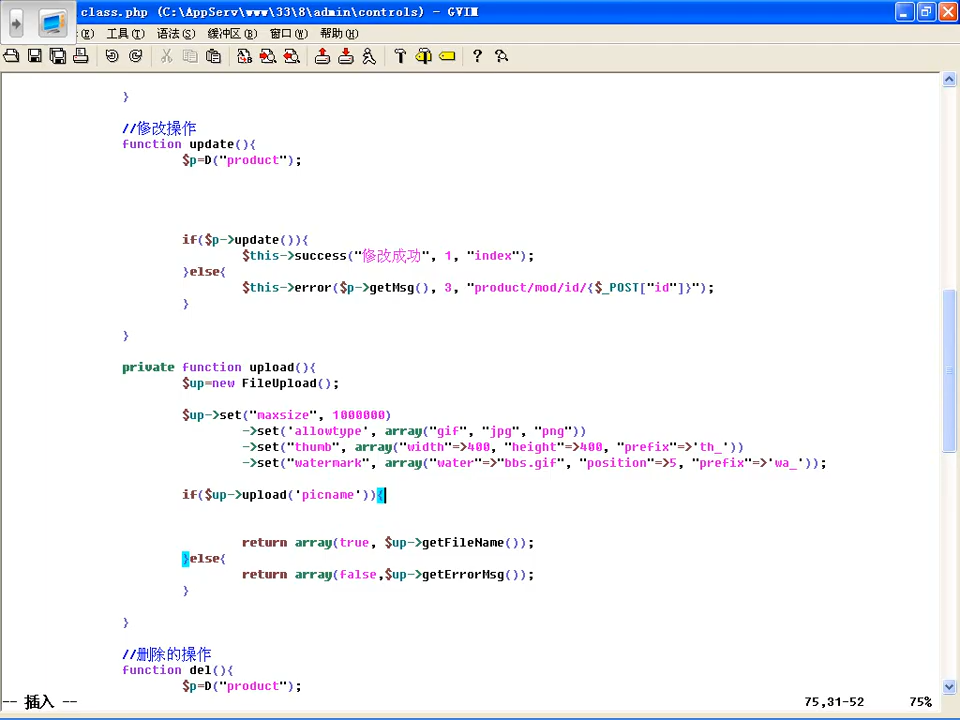 class.php (C:\AppServ\www\33\8\admin\controls) - GVIM
(E) 工具(T) 语法(S) 缓冲区(B) 窗口(W) 帮助(H)
}
//修改操作
function update(){
$p=D("product");
if($p->update()){
$this->success("修改成功", 1, "index");
}else{
$this->error($p->getMsg(), 3, "product/mod/id/{$_POST["id"]}");
}
}
private function upload(){
$up=new FileUpload();
$up->set("maxsize", 1000000)
->set('allowtype', array("gif", "jpg", "png"))
->set("thumb", array("width"=>400, "height"=>400, "prefix"=>'th_'))
->set("watermark", array("water"=>"bbs.gif", "position"=>5, "prefix"=>'wa_'));
if($up->upload('picname')){
return array(true, $up->getFileName());
}else{
return array(false,$up->getErrorMsg());
}
}
//删除的操作
function del(){
$p=D("product");
-- 插入 -- 75,31-52 75%